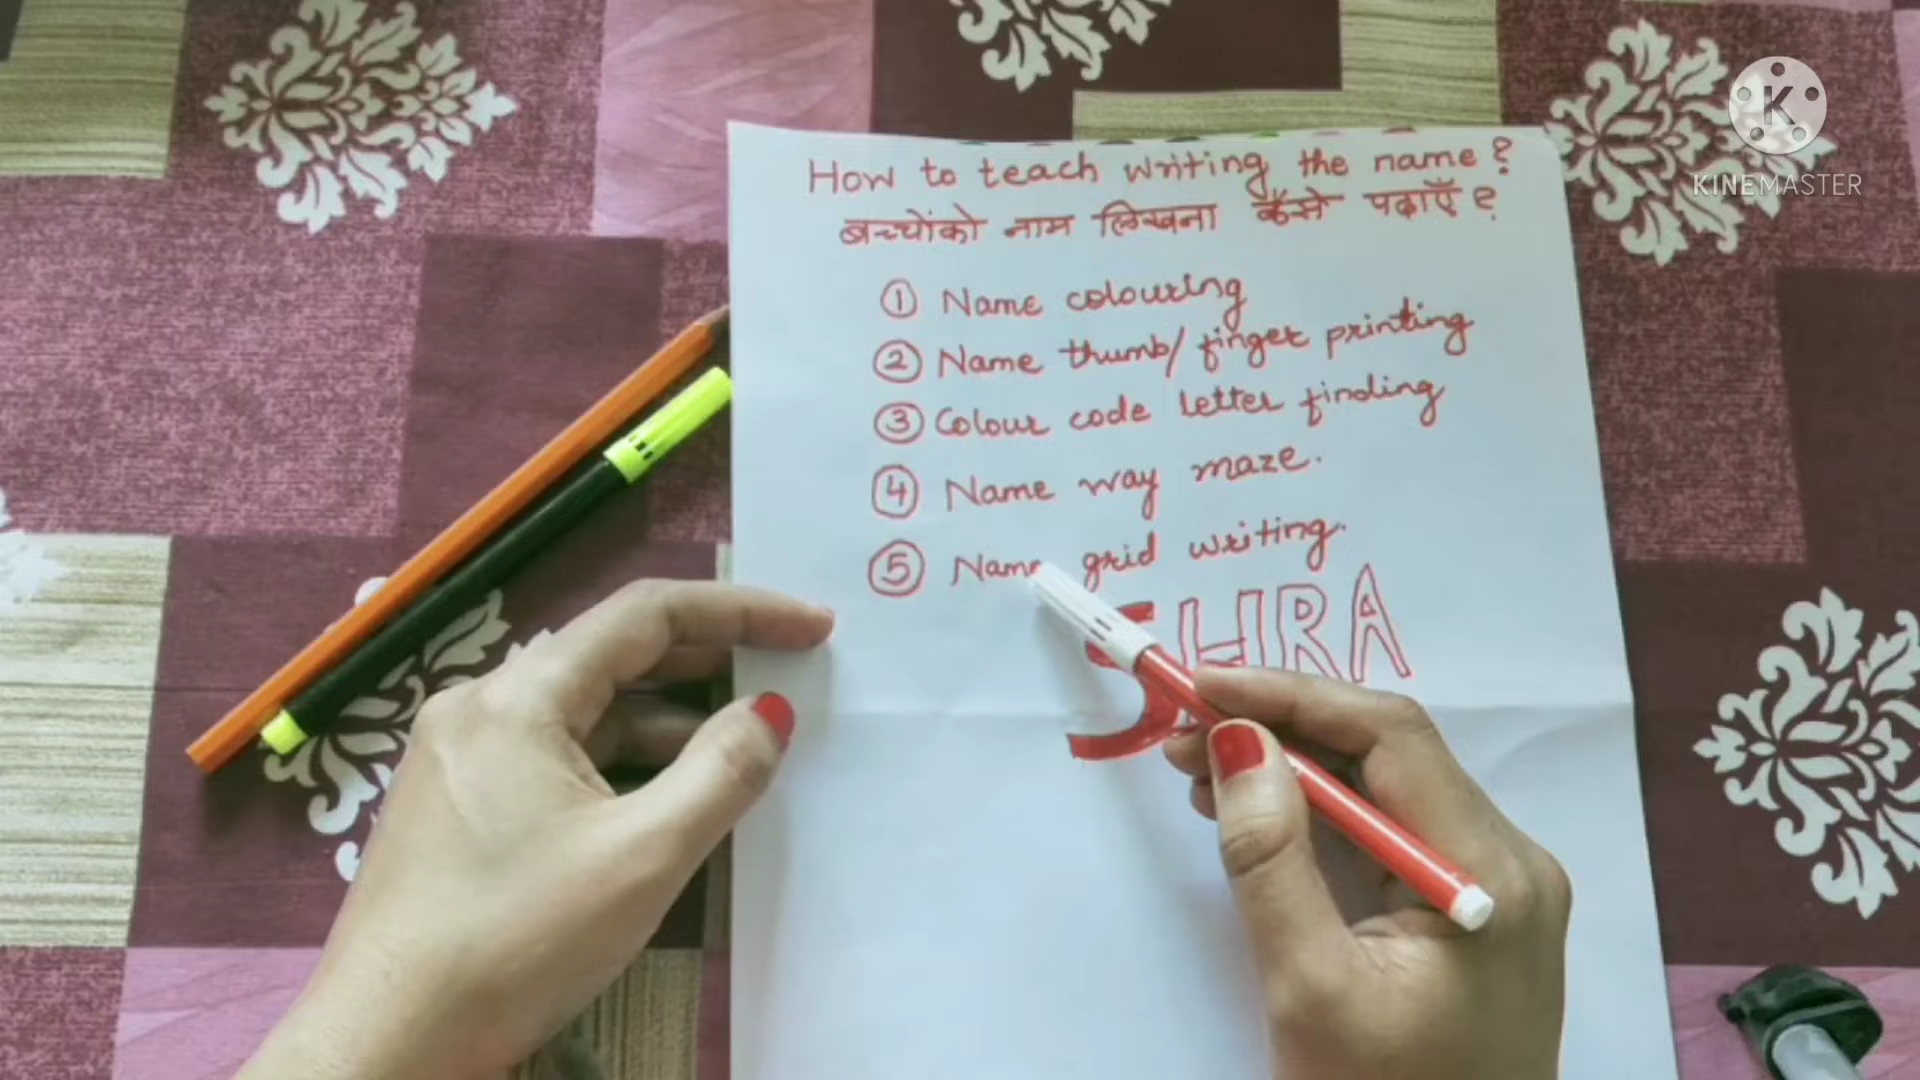 How to teach writing the name?
बच्चोंको नाम लिखना कैसे पढाएँ?
① Name colouring
② Name thumb/finger printing
③ Colour code letter finding
④ Name way maze.
⑤ Name grid writing.
SHRA
K
KINEMASTER